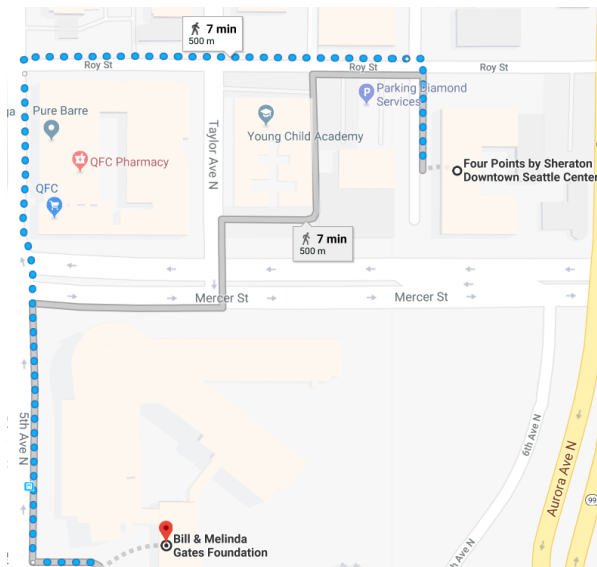 7 min
500 m
Roy St
Roy St
Roy St
ga
Pure Barre
Parking Diamond
Services
P
Young Child Academy
Taylor Ave N
QFC Pharmacy
Four Points by Sheraton
Downtown Seattle Center
QFC
7 min
500 m
Mercer St
Mercer St
5th Ave N
6th Ave N
Aurora Ave N
99
Bill & Melinda
Gates Foundation
h Ave N